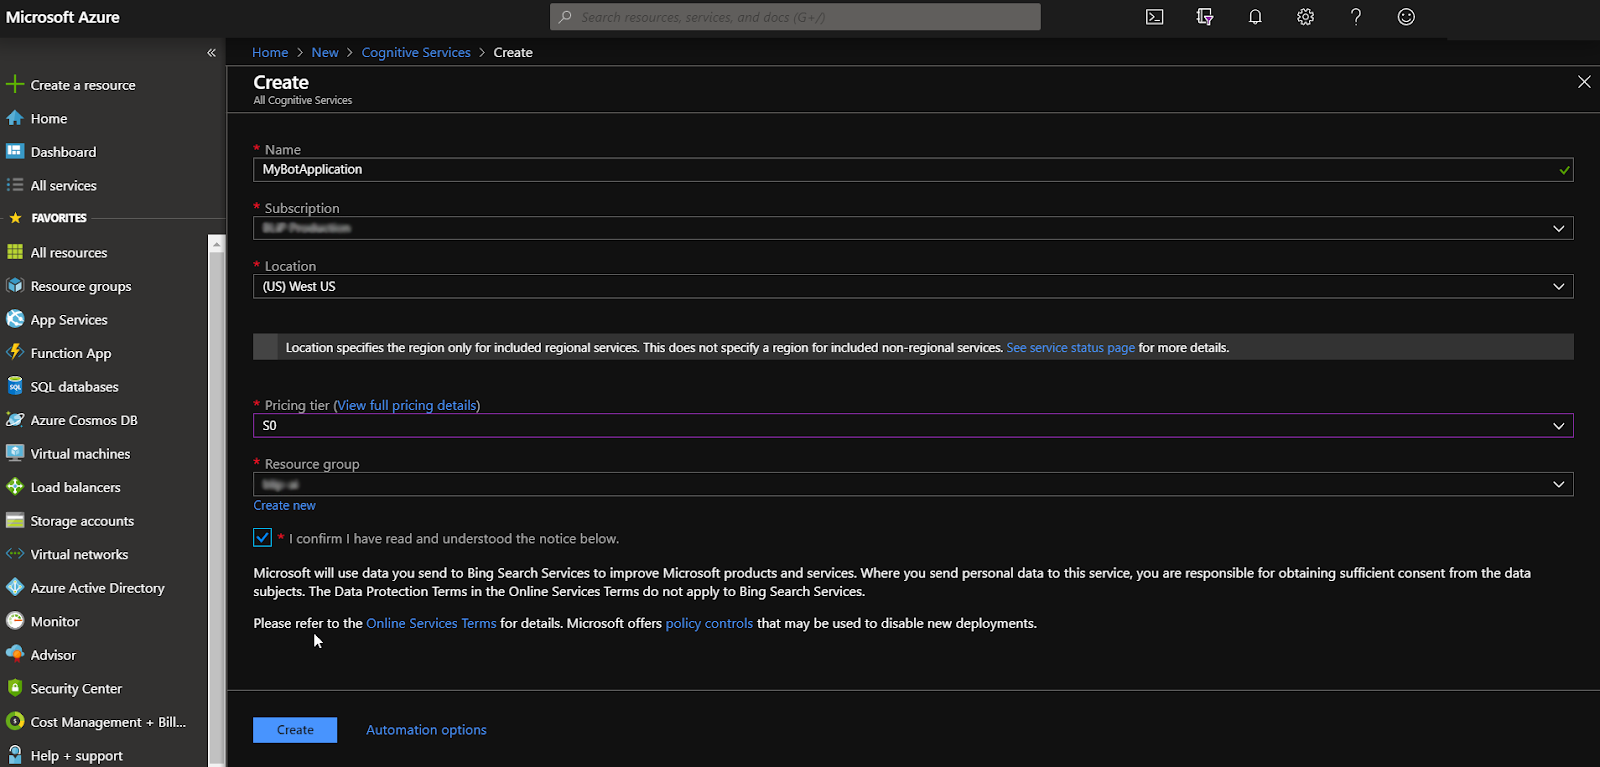 Microsoft Azure
Search resources, services, and docs (G+/)
Home > New > Cognitive Services > Create
Create
All Cognitive Services
Create a resource
Home
Dashboard
All services
FAVORITES
All resources
Resource groups
App Services
Function App
SQL databases
Azure Cosmos DB
Virtual machines
Load balancers
Storage accounts
Virtual networks
Azure Active Directory
Monitor
Advisor
Security Center
Cost Management + Bill...
Help + support
* Name
MyBotApplication
* Subscription
* Location
(US) West US
Location specifies the region only for included regional services. This does not specify a region for included non-regional services. See service status page for more details.
* Pricing tier (View full pricing details)
S0
* Resource group
Create new
* I confirm I have read and understood the notice below.
Microsoft will use data you send to Bing Search Services to improve Microsoft products and services. Where you send personal data to this service, you are responsible for obtaining sufficient consent from the data
subjects. The Data Protection Terms in the Online Services Terms do not apply to Bing Search Services.
Please refer to the Online Services Terms for details. Microsoft offers policy controls that may be used to disable new deployments.
Create
Automation options